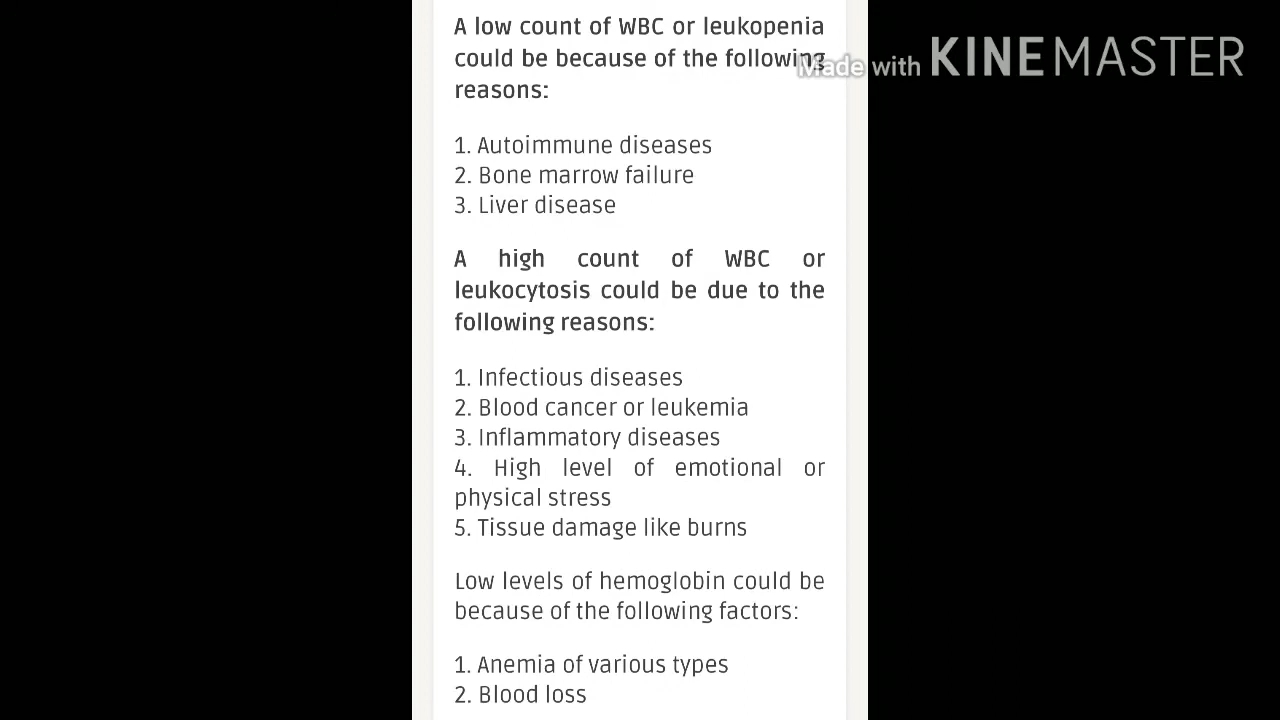 A low count of WBC or leukopenia
could be because of the following
reasons:
Made with KINEMASTER
1. Autoimmune diseases
2. Bone marrow failure
3. Liver disease
A high count of WBC or
leukocytosis could be due to the
following reasons:
1. Infectious diseases
2. Blood cancer or leukemia
3. Inflammatory diseases
4. High level of emotional or
physical stress
5. Tissue damage like burns
Low levels of hemoglobin could be
because of the following factors:
1. Anemia of various types
2. Blood loss